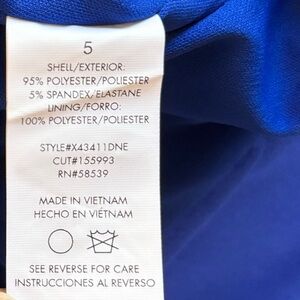 5
SHELL/EXTERIOR:
95% POLYESTER/POLIESTER
5% SPANDEX/ELASTANE
LINING/FORRO:
100% POLYESTER/POLIESTER
STYLE#X43411DNE
CUT#155993
RN#58539
MADE IN VIETNAM
HECHO EN VIÉTNAM
SEE REVERSE FOR CARE
INSTRUCCIONES AL REVERSO